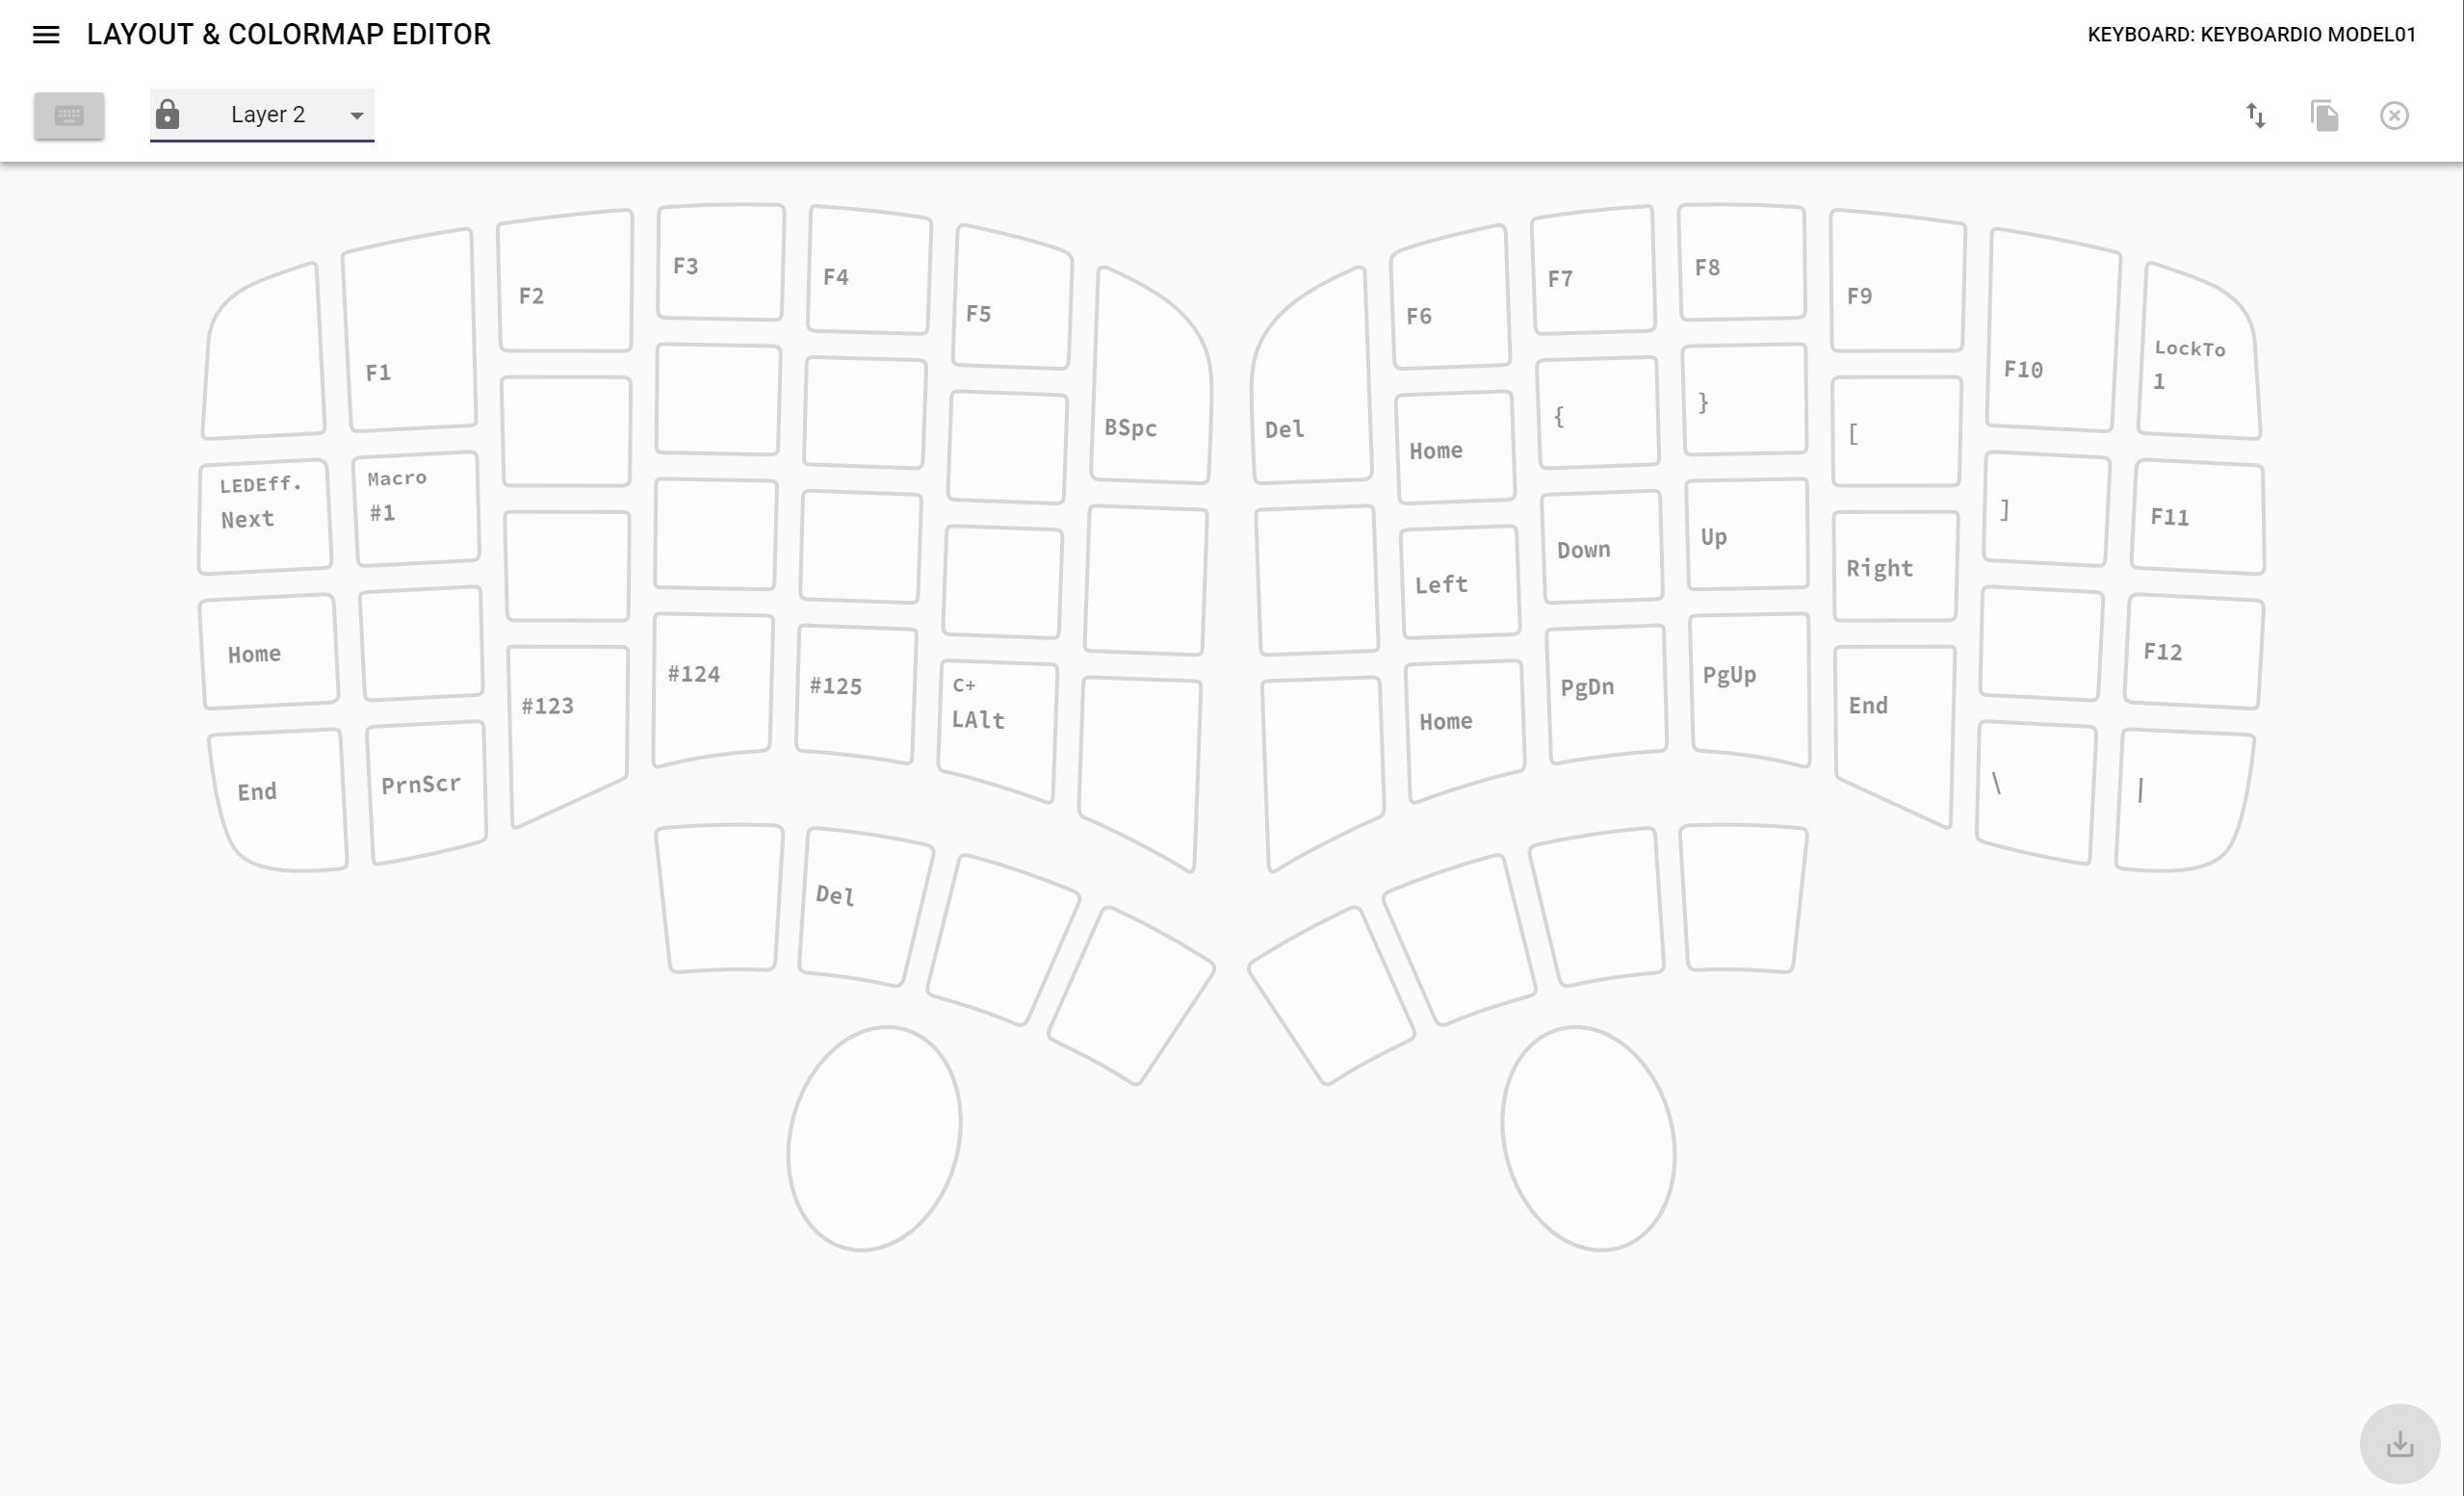 LAYOUT & COLORMAP EDITOR
KEYBOARD: KEYBOARDIO MODEL01
Layer 2
F1
F2
F3
F4
F5
BSpc
Del
F6
F7
F8
F9
F10
LockTo
1
LEDEff.
Next
Macro
#1
Home
{
}
[
]
F11
Home
Left
Down
Up
Right
F12
End
PrnScr
#123
#124
#125
C+
LAlt
Home
PgDn
PgUp
End
\
|
Del